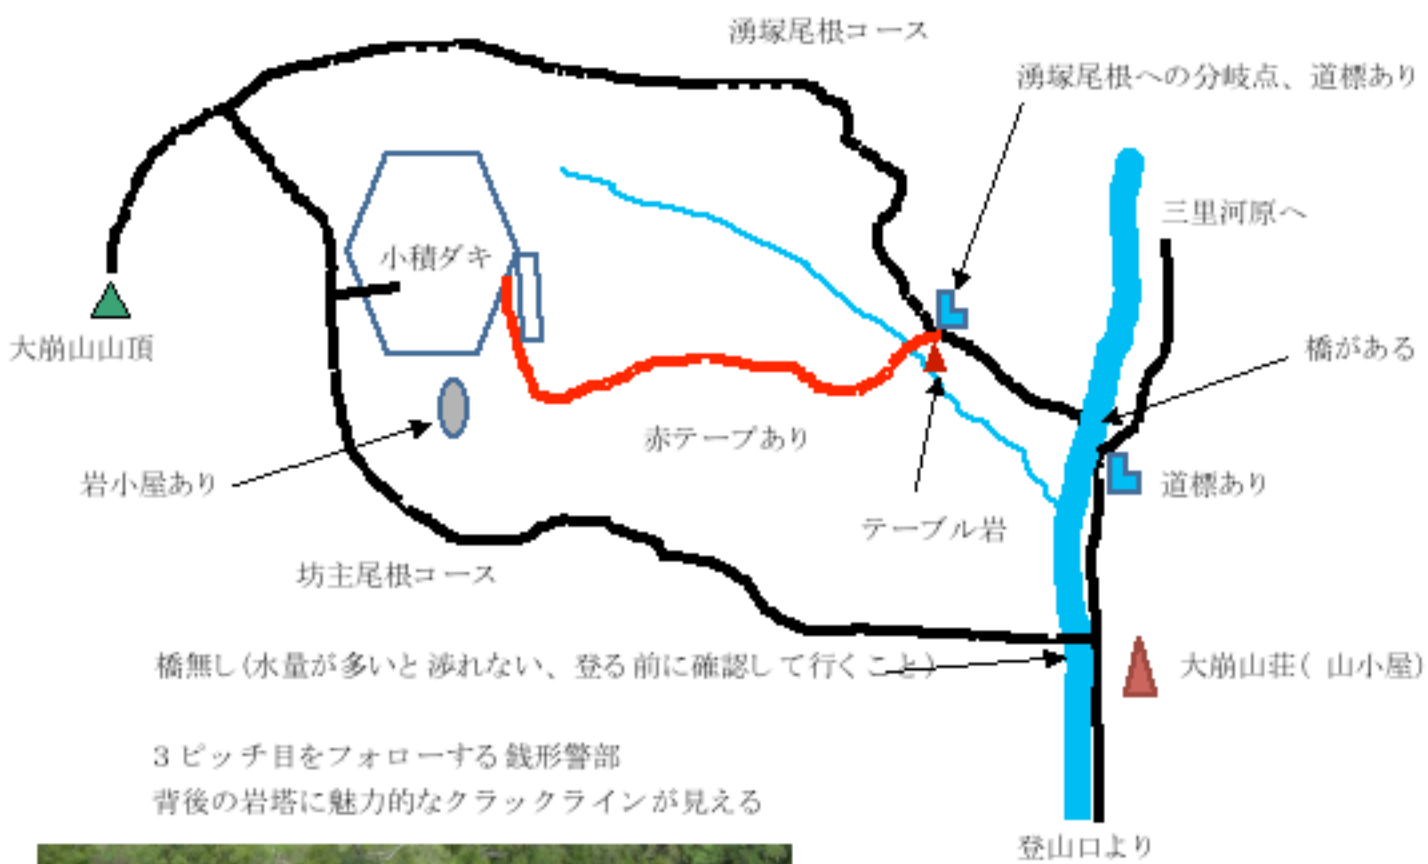 湧塚尾根コース
湧塚尾根への分岐点、道標あり
三里河原へ
小積ダキ
大崩山山頂
橋がある
赤テープあり
岩小屋あり
道標あり
テーブル岩
坊主尾根コース
橋無し(水量が多いと渉れない、登る前に確認して行くこと)
大崩山荘( 山小屋)
3 ピッチ目をフォローする銭形警部
背後の岩塔に魅力的なクラックラインが見える
登山口より